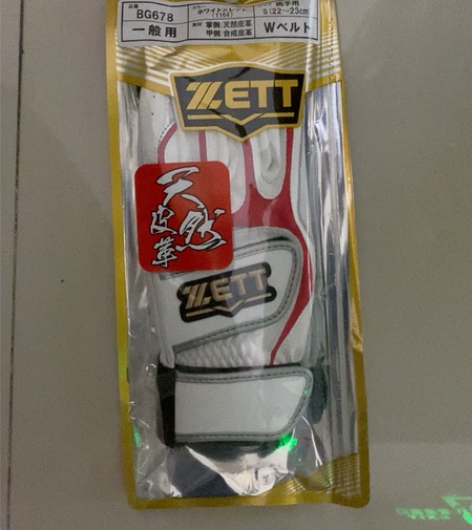 BG678
ホワイト×レッド
(1164)
両手用
S(22~23cm)
一般用
掌側:天然皮革
甲側:合成皮革
Wベルト
ZETT
天然
皮革
ZETT